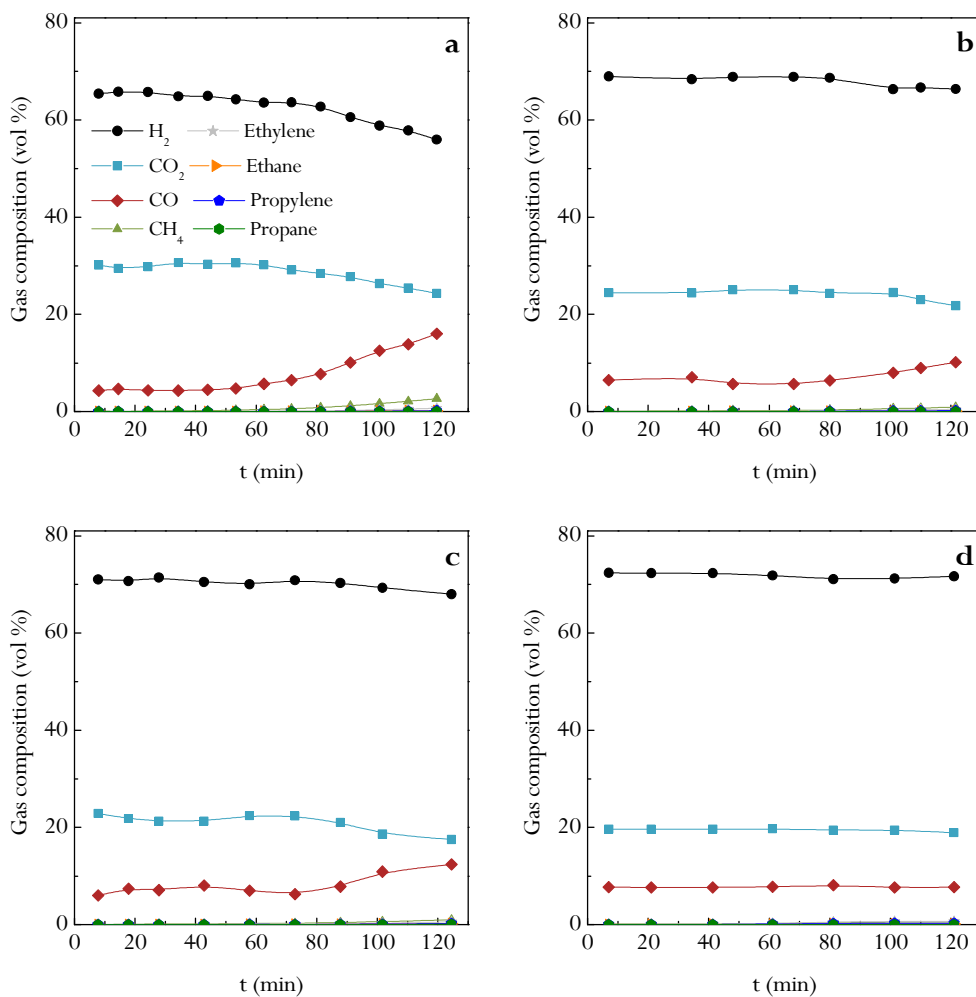 a
80
60
40
20
0
Gas composition (vol %)
H₂ Ethylene
CO₂ Ethane
CO Propylene
CH₄ Propane
0 20 40 60 80 100 120
t (min)
b
80
60
40
20
0
Gas composition (vol %)
0 20 40 60 80 100 120
t (min)
c
80
60
40
20
0
Gas composition (vol %)
0 20 40 60 80 100 120
t (min)
d
80
60
40
20
0
Gas composition (vol %)
0 20 40 60 80 100 120
t (min)